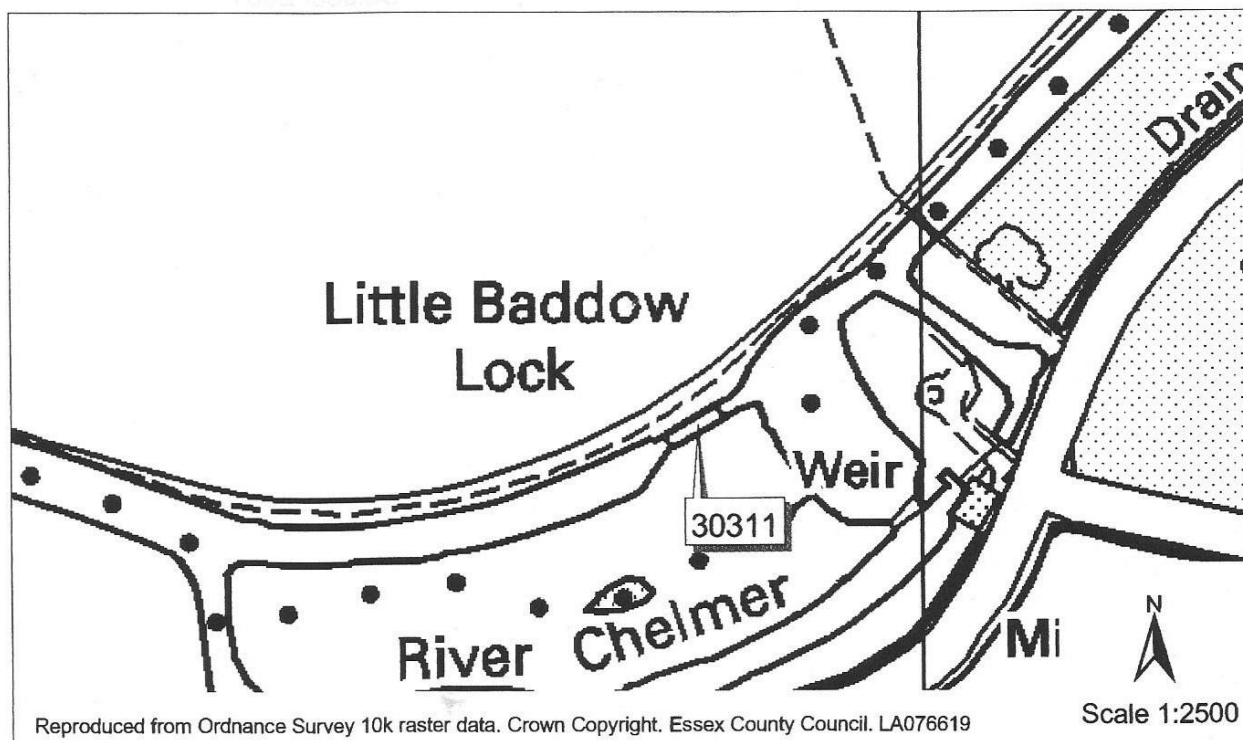 Drain
Little Baddow
Lock
Weir
30311
River Chelmer
Mi
N
Scale 1:2500
Reproduced from Ordnance Survey 10k raster data. Crown Copyright. Essex County Council. LA076619